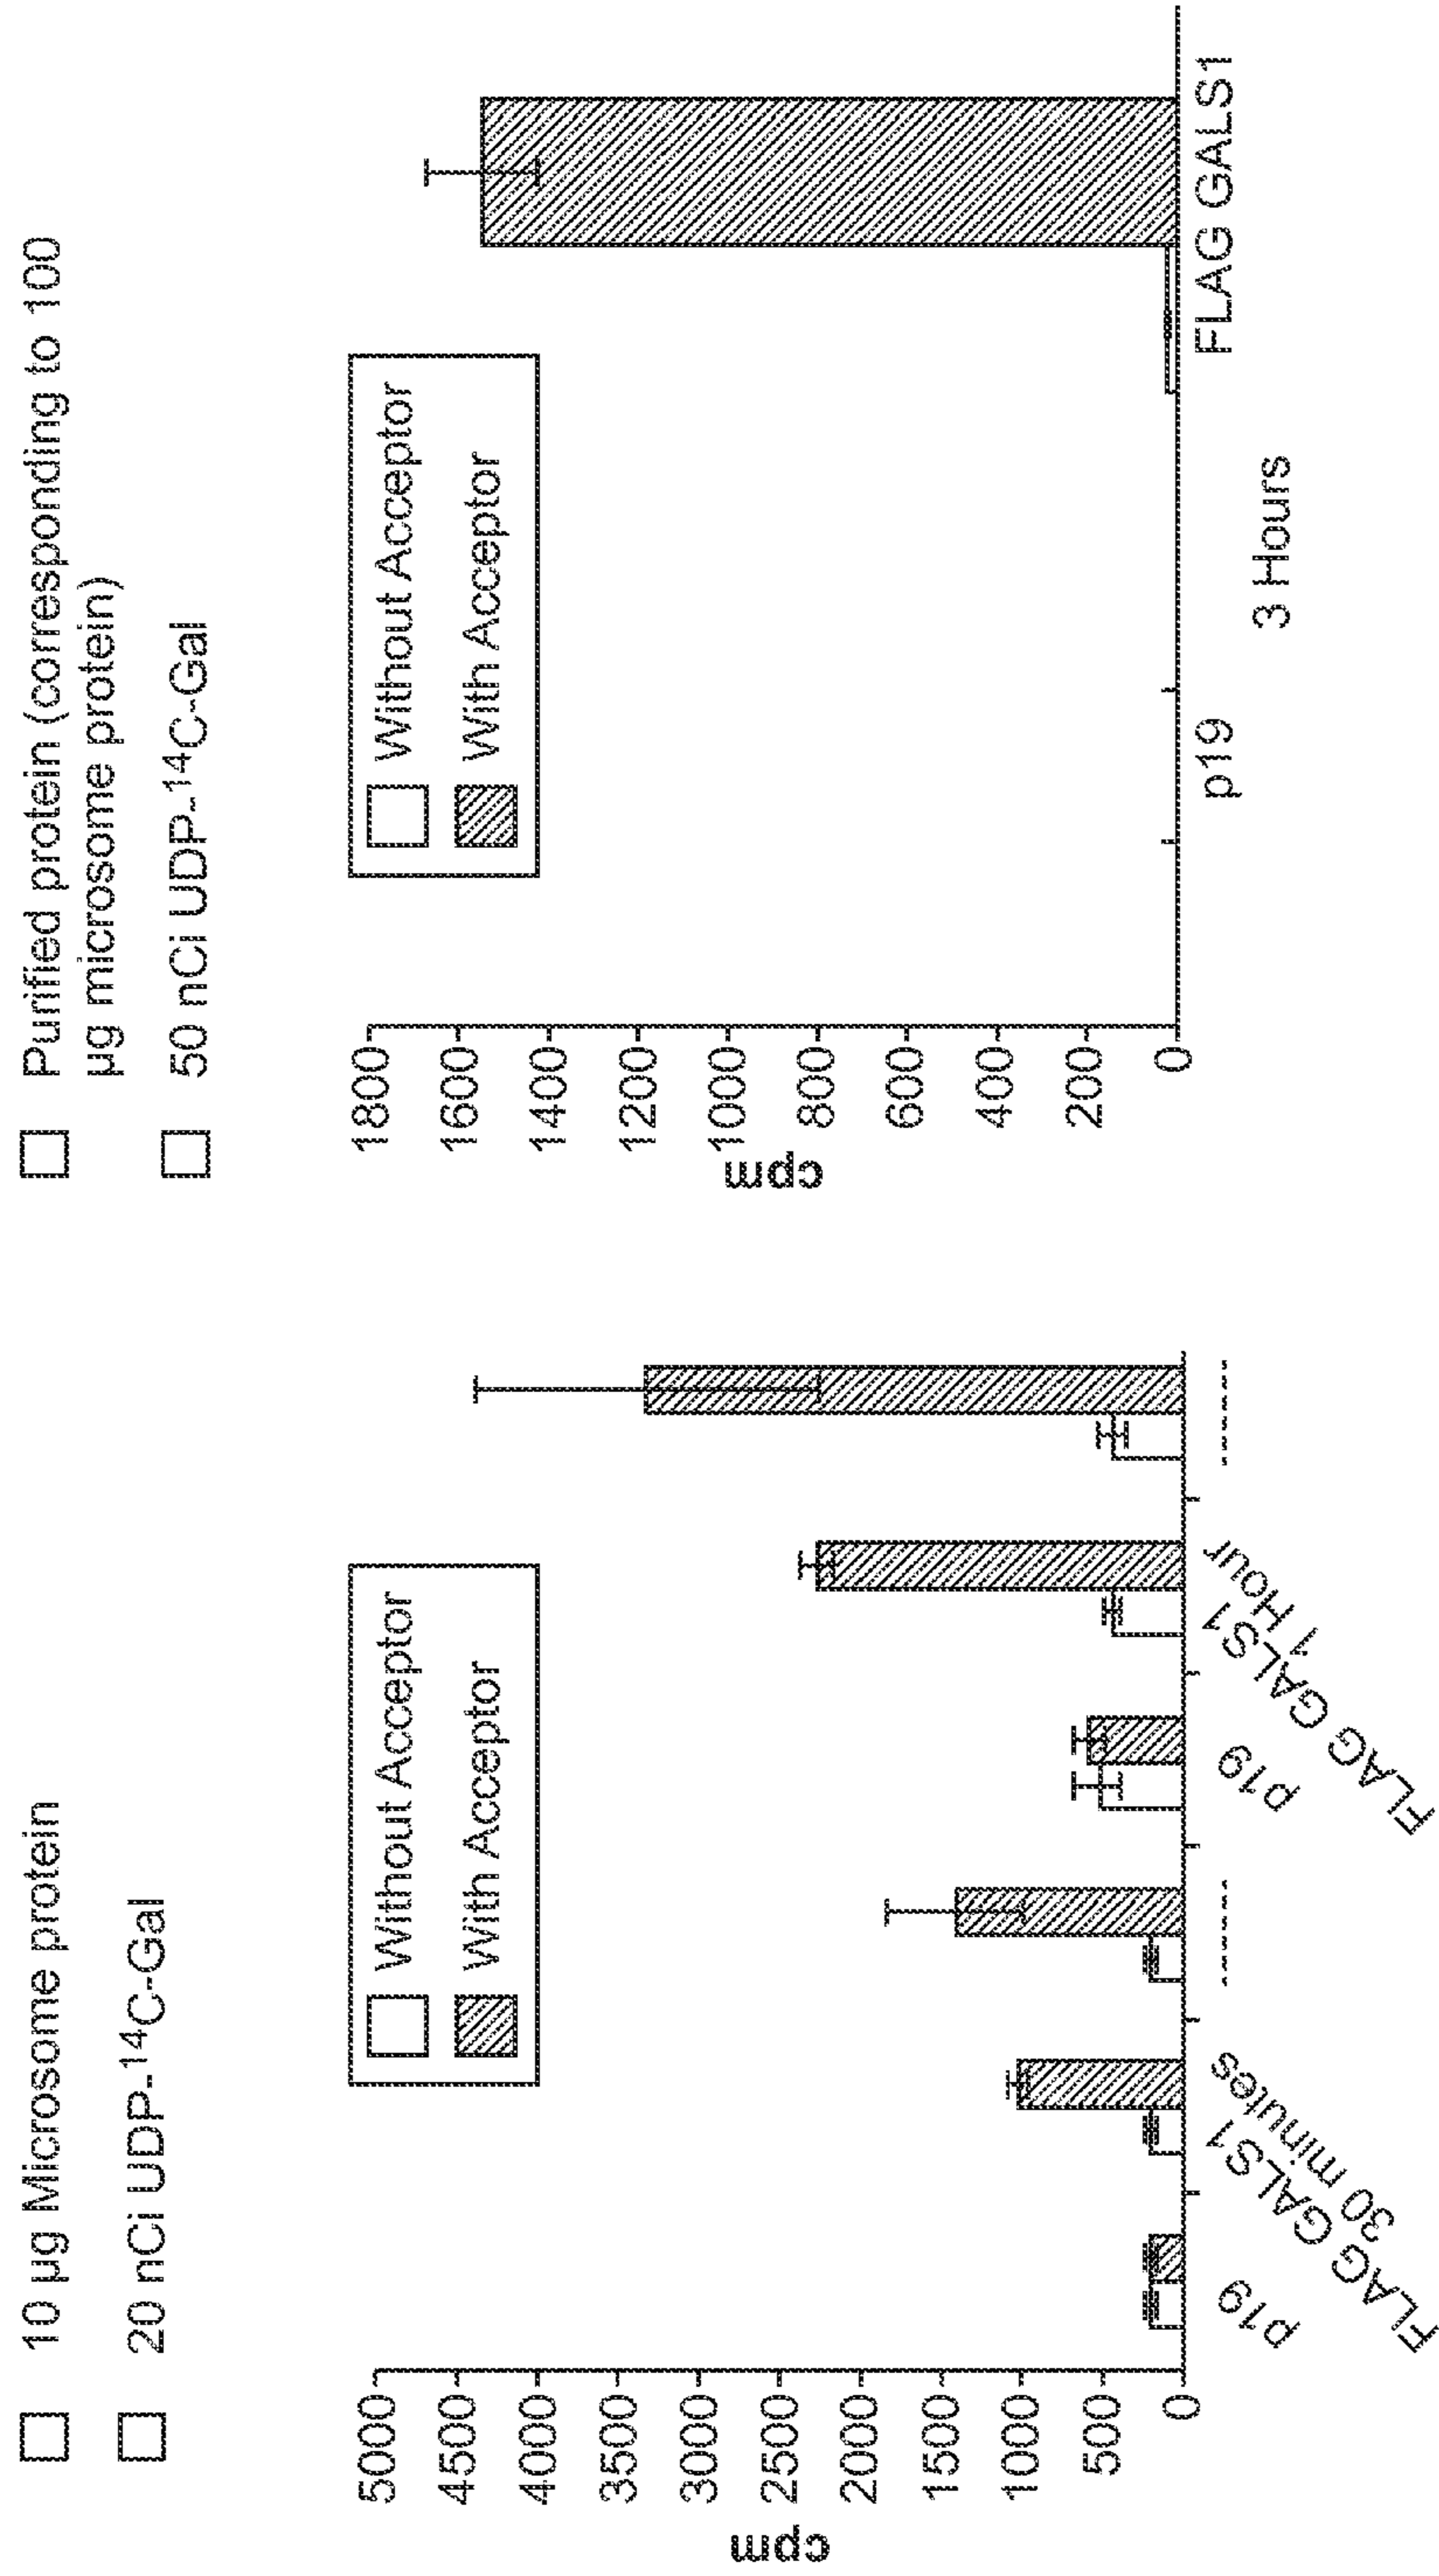 10 µg Microsome protein
20 nCi UDP-¹⁴C-Gal
Without Acceptor
With Acceptor
cpm
5000
4500
4000
3500
3000
2500
2000
1500
1000
500
0
p19
FLAG GALS1
30 minutes
p19
FLAG GALS1
1 Hour
Purified protein (corresponding to 100
µg microsome protein)
50 nCi UDP-¹⁴C-Gal
Without Acceptor
With Acceptor
cpm
1800
1600
1400
1200
1000
800
600
400
200
0
p19
FLAG GALS1
3 Hours